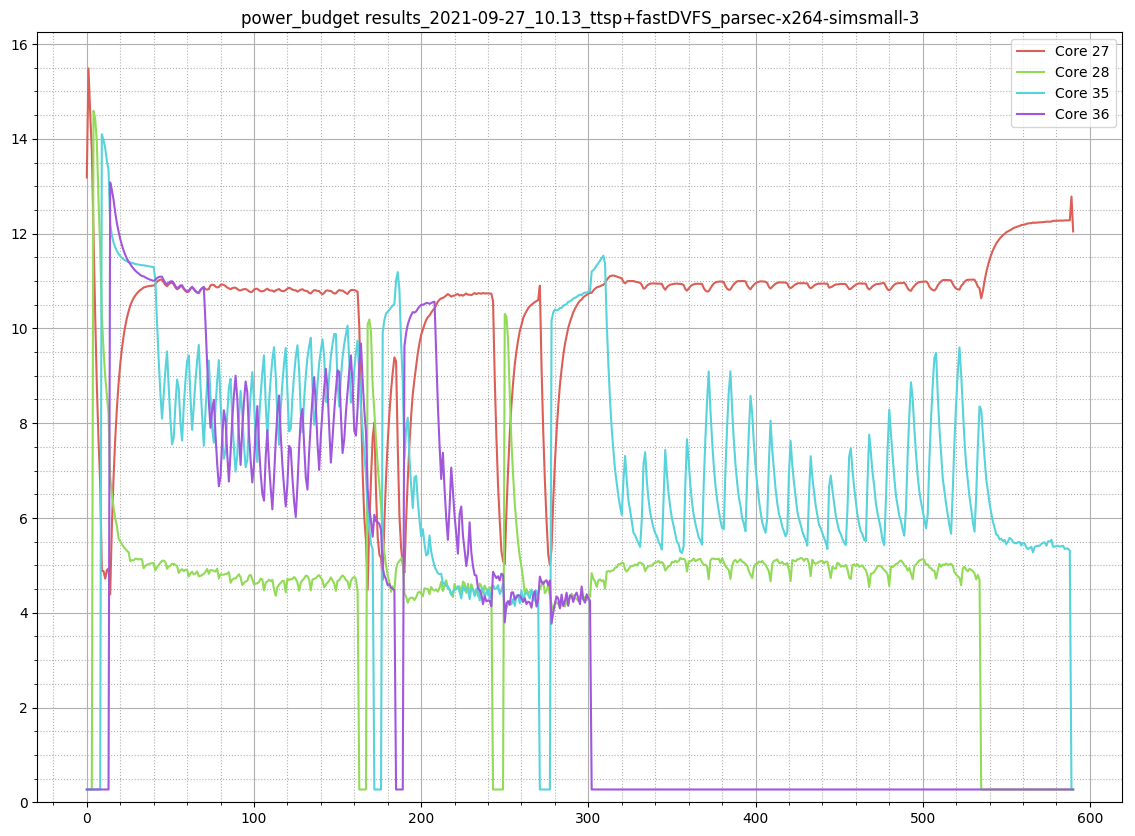 power_budget results_2021-09-27_10.13_ttsp+fastDVFS_parsec-x264-simsmall-3
Core 27
Core 28
Core 35
Core 36
16
14
12
10
8
6
4
2
0
0 100 200 300 400 500 600